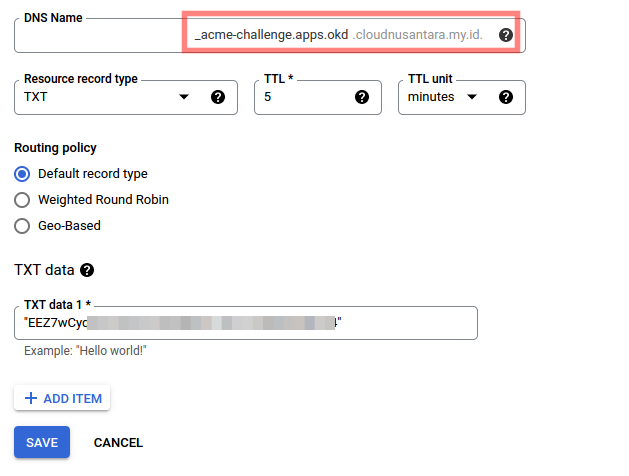 DNS Name
_acme-challenge.apps.okd .cloudnusantara.my.id.
Resource record type TTL * TTL unit
TXT 5 minutes
Routing policy
Default record type
Weighted Round Robin
Geo-Based
TXT data
TXT data 1 *
"EEZ7wCyc
Example: "Hello world!"
ADD ITEM
SAVE CANCEL